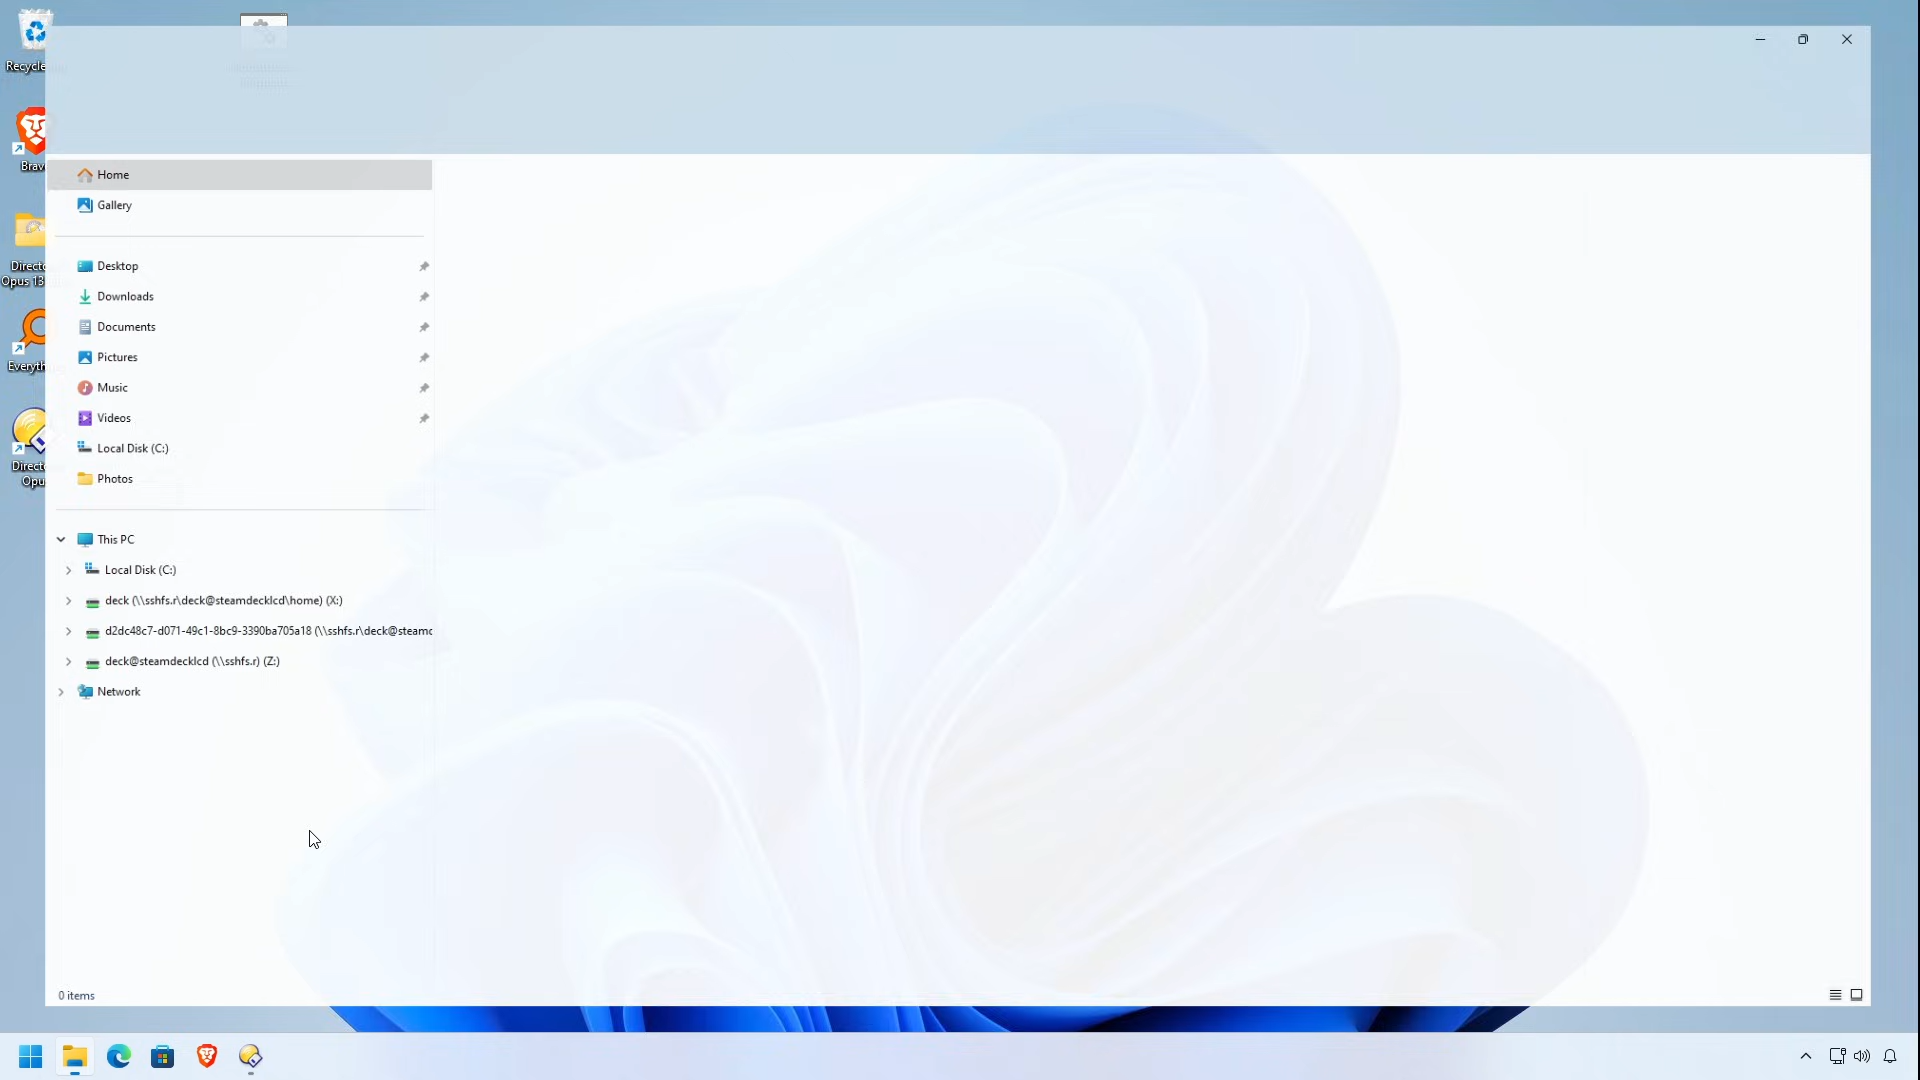 Recycle
Brav
Directo
Opus 13
Everyth
Directo
Opu
Home
Gallery
Desktop
Downloads
Documents
Pictures
Music
Videos
Local Disk (C:)
Photos
This PC
Local Disk (C:)
deck (\\sshfs.r\deck@steamdecklcd\home) (X:)
d2dc48c7-d071-49c1-8bc9-3390ba705a18 (\\sshfs.r\deck@steamd
deck@steamdecklcd (\\sshfs.r) (Z:)
Network
0 items